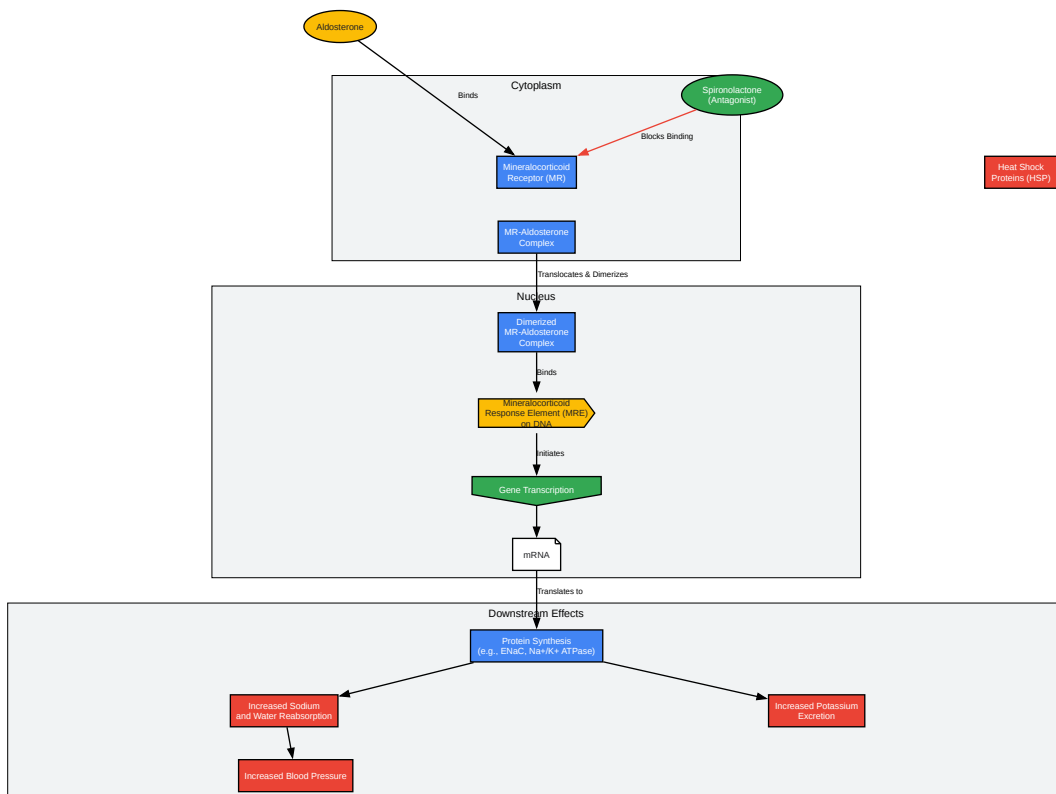 Aldosterone
Cytoplasm
Spironolactone
(Antagonist)
Binds
Blocks Binding
Mineralocorticoid
Receptor (MR)
Heat Shock
Proteins (HSP)
MR-Aldosterone
Complex
Translocates & Dimerizes
Nucleus
Dimerized
MR-Aldosterone
Complex
Binds
Mineralocorticoid
Response Element (MRE)
on DNA
Initiates
Gene Transcription
mRNA
Translates to
Downstream Effects
Protein Synthesis
(e.g., ENaC, Na+/K+ ATPase)
Increased Sodium
and Water Reabsorption
Increased Potassium
Excretion
Increased Blood Pressure